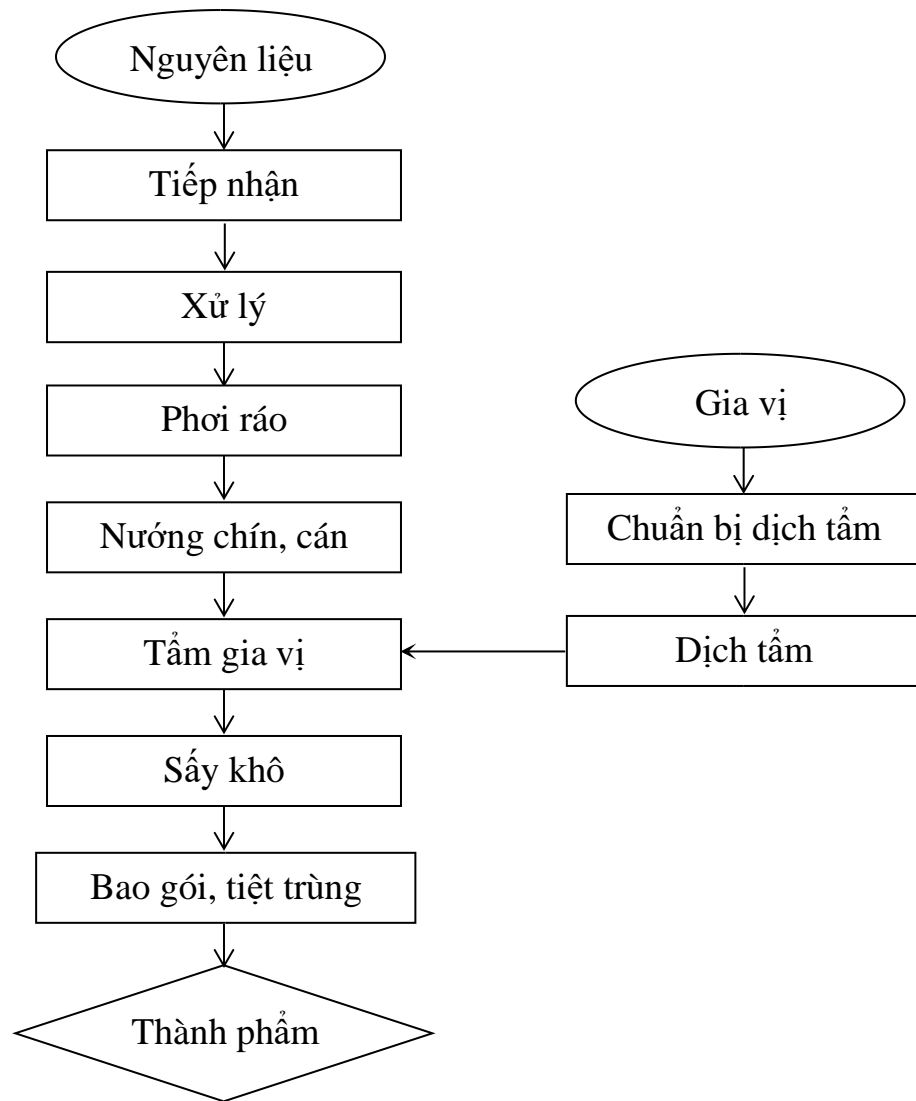 Nguyên liệu
Tiếp nhận
Xử lý
Phơi ráo
Nướng chín, cán
Tẩm gia vị
Sấy khô
Bao gói, tiệt trùng
Thành phẩm
Gia vị
Chuẩn bị dịch tẩm
Dịch tẩm